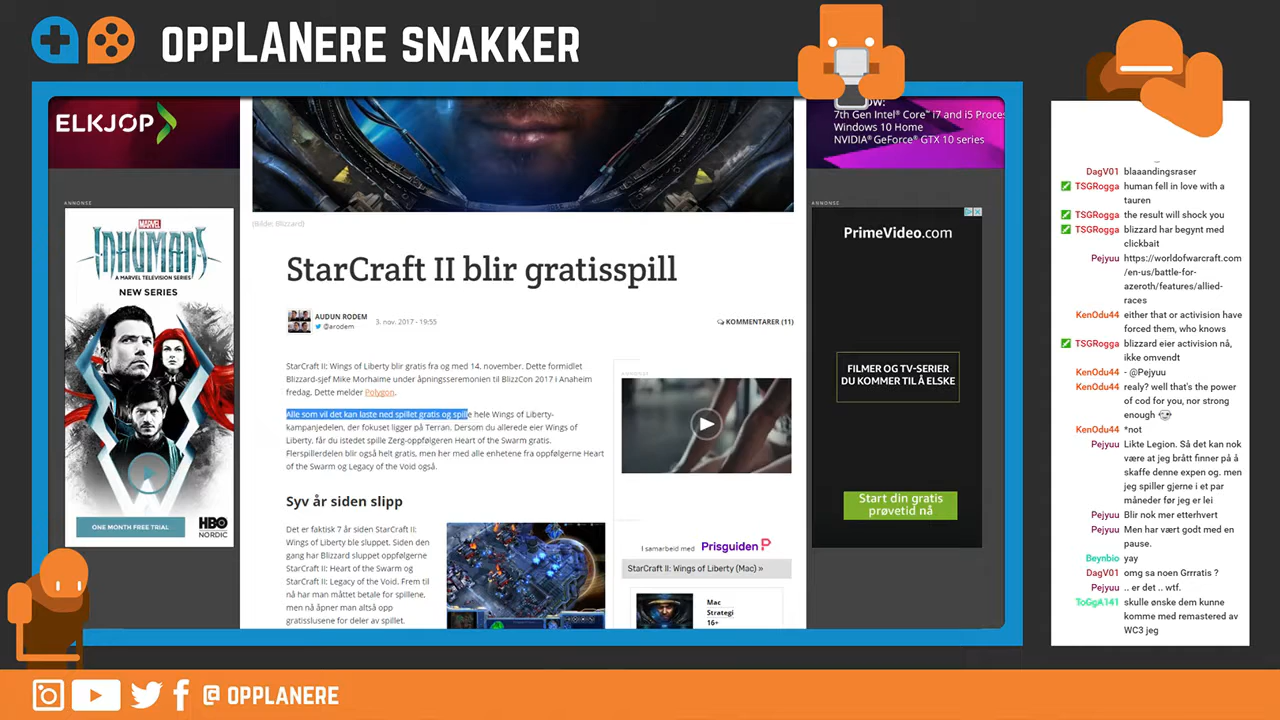 oppLANere snakker
ELKJOP
NOW:
7th Gen Intel® Core™ i7 and i5 Proces
Windows 10 Home
NVIDIA® GeForce® GTX 10 series
ANNONSE
MARVEL
INHUMANS
A MARVEL TELEVISION SERIES
NEW SERIES
ONE MONTH FREE TRIAL
HBO
NORDIC
(Bilde: Blizzard)
StarCraft II blir gratisspill
AUDUN RODEM
@arodem
3. nov. 2017 - 19:55
KOMMENTARER (11)
StarCraft II: Wings of Liberty blir gratis fra og med 14. november. Dette formidlet
Blizzard-sjef Mike Morhaime under åpningsseremonien til BlizzCon 2017 i Anaheim
fredag. Dette melder Polygon.
Alle som vil det kan laste ned spillet gratis og spille hele Wings of Liberty-
kampanjedelen, der fokuset ligger på Terran. Dersom du allerede eier Wings of
Liberty, får du istedet spille Zerg-oppfølgeren Heart of the Swarm gratis.
Flerspillerdelen blir også helt gratis, men her med alle enhetene fra oppfølgerne Heart
of the Swarm og Legacy of the Void også.
Syv år siden slipp
Det er faktisk 7 år siden StarCraft II:
Wings of Liberty ble sluppet. Siden den
gang har Blizzard sluppet oppfølgerne
StarCraft II: Heart of the Swarm og
StarCraft II: Legacy of the Void. Frem til
nå har man måttet betale for spillene,
men nå åpner man altså opp
gratisslusene for deler av spillet.
ANNONSE
I samarbeid med Prisguiden
StarCraft II: Wings of Liberty (Mac) »
Mac
Strategi
16+
ANNONSE
PrimeVideo.com
FILMER OG TV-SERIER
DU KOMMER TIL Å ELSKE
Start din gratis
prøvetid nå
DagV01 blaaandingsraser
TSGRogga human fell in love with a
tauren
TSGRogga the result will shock you
TSGRogga blizzard har begynt med
clickbait
Pejyuu https://worldofwarcraft.com
/en-us/battle-for-
azeroth/features/allied-
races
KenOdu44 either that or activision have
forced them, who knows
TSGRogga blizzard eier activision nå,
ikke omvendt
KenOdu44 - @Pejyuu
KenOdu44 realy? well that's the power
of cod for you, nor strong
enough
KenOdu44 *not
Pejyuu Likte Legion. Så det kan nok
være at jeg brått finner på å
skaffe denne expen og. men
jeg spiller gjerne i et par
måneder før jeg er lei
Pejyuu Blir nok mer etterhvert
Pejyuu Men har vært godt med en
pause.
Beynbio yay
DagV01 omg sa noen Grrratis ?
Pejyuu .. er det .. wtf.
ToGgA141 skulle ønske dem kunne
komme med remastered av
WC3 jeg
@ OPPLANERE